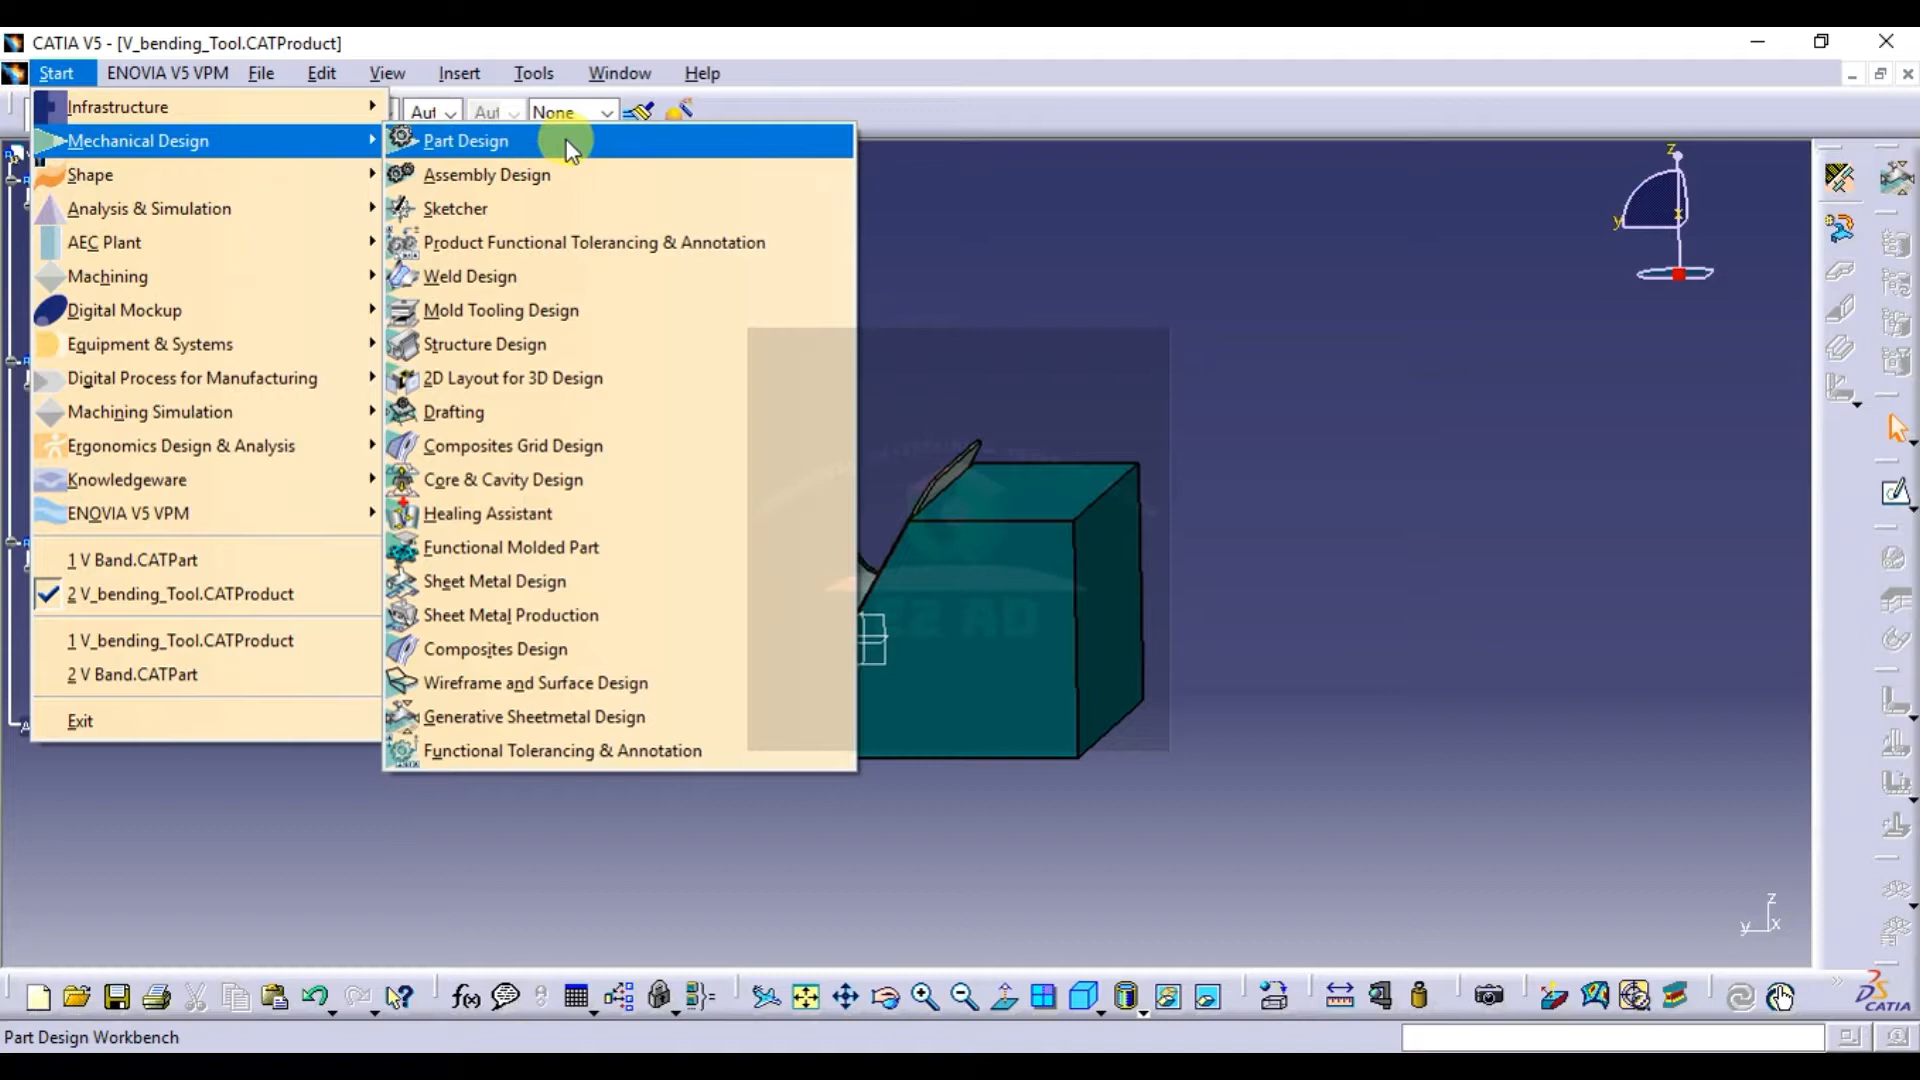 CATIA V5 - [V_bending_Tool.CATProduct]
Start ENOVIA V5 VPM File Edit View Insert Tools Window Help
Aut Aut None
Infrastructure
Mechanical Design
Shape
Analysis & Simulation
AEC Plant
Machining
Digital Mockup
Equipment & Systems
Digital Process for Manufacturing
Machining Simulation
Ergonomics Design & Analysis
Knowledgeware
ENOVIA V5 VPM
1 V Band.CATPart
2 V_bending_Tool.CATProduct
1 V_bending_Tool.CATProduct
2 V Band.CATPart
Exit
Part Design
Assembly Design
Sketcher
Product Functional Tolerancing & Annotation
Weld Design
Mold Tooling Design
Structure Design
2D Layout for 3D Design
Drafting
Composites Grid Design
Core & Cavity Design
Healing Assistant
Functional Molded Part
Sheet Metal Design
Sheet Metal Production
Composites Design
Wireframe and Surface Design
Generative Sheetmetal Design
Functional Tolerancing & Annotation
z
y x
z
y x
f(x)
CATIA
Part Design Workbench